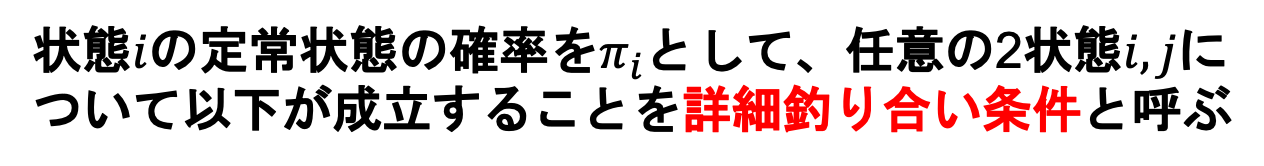 状態iの定常状態の確率をπ_iとして、任意の2状態i,jに
ついて以下が成立することを詳細釣り合い条件と呼ぶ